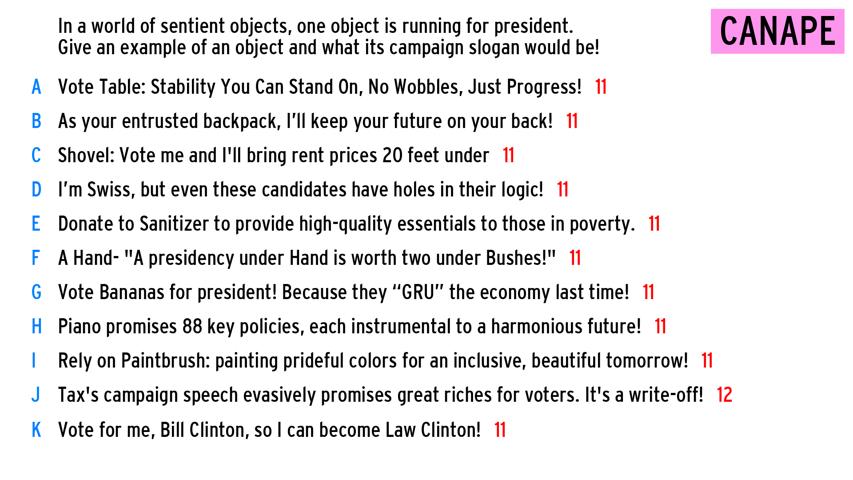 In a world of sentient objects, one object is running for president.
Give an example of an object and what its campaign slogan would be!
CANAPE
A Vote Table: Stability You Can Stand On, No Wobbles, Just Progress! 11
B As your entrusted backpack, I’ll keep your future on your back! 11
C Shovel: Vote me and I'll bring rent prices 20 feet under 11
D I’m Swiss, but even these candidates have holes in their logic! 11
E Donate to Sanitizer to provide high-quality essentials to those in poverty. 11
F A Hand- "A presidency under Hand is worth two under Bushes!" 11
G Vote Bananas for president! Because they “GRU” the economy last time! 11
H Piano promises 88 key policies, each instrumental to a harmonious future! 11
I Rely on Paintbrush: painting prideful colors for an inclusive, beautiful tomorrow! 11
J Tax's campaign speech evasively promises great riches for voters. It's a write-off! 12
K Vote for me, Bill Clinton, so I can become Law Clinton! 11